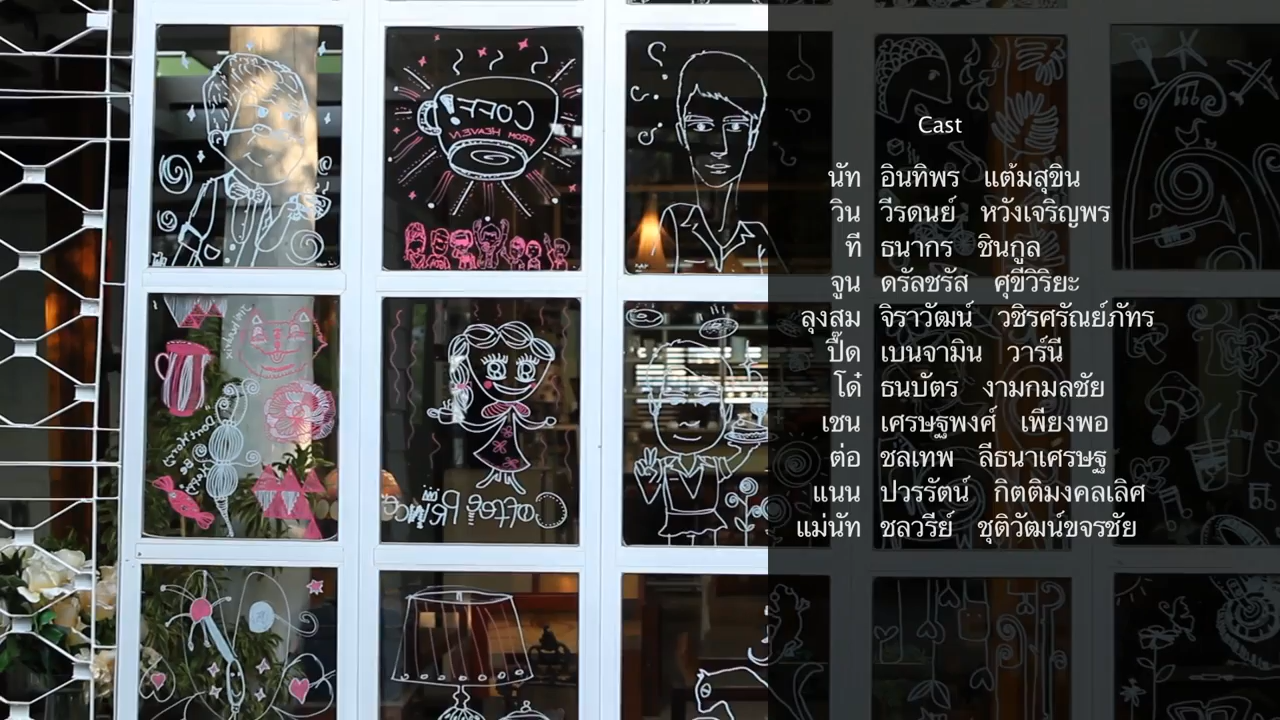 COFF!
FROM HEAVEN
Don't Worry
Coffee Prince
Cast
นัท อินทิพร แต้มสุขิน
วิน วีรดนย์ หวังเจริญพร
ที ธนากร ชินกูล
จูน ดรัลชรัส ศุขีวิริยะ
ลุงสม จิราวัฒน์ วชิรศรัณย์ภัทร
ปี๊ด เบนจามิน วาร์นี
โด๋ ธนบัตร งามกมลชัย
เชน เศรษฐพงศ์ เพียงพอ
ต่อ ชลเทพ ลีธนาเศรษฐ
แนน ปวรรัตน์ กิตติมงคลเลิศ
แม่นัท ชลวรีย์ ชุติวัฒน์ขจรชัย